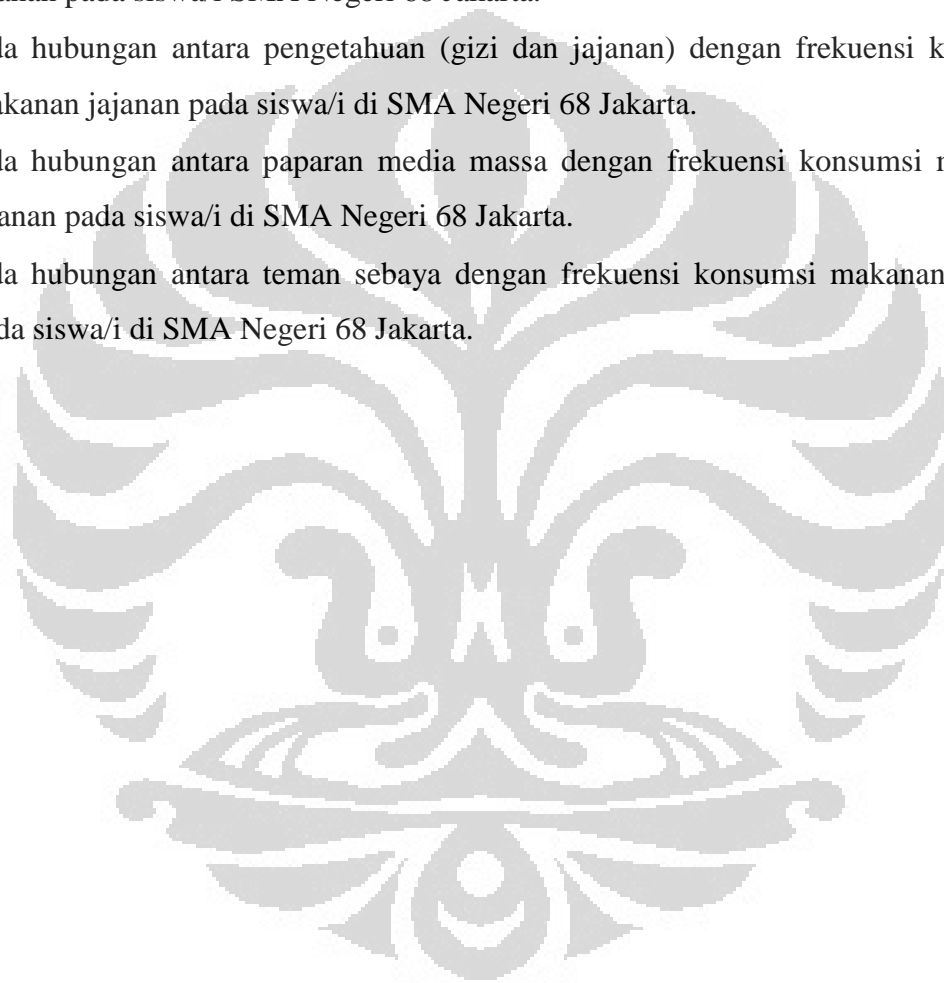 anan pada siswa/i SMA Negeri 68 Jakarta.
da hubungan antara pengetahuan (gizi dan jajanan) dengan frekuensi k
akanan jajanan pada siswa/i di SMA Negeri 68 Jakarta.
da hubungan antara paparan media massa dengan frekuensi konsumsi m
anan pada siswa/i di SMA Negeri 68 Jakarta.
da hubungan antara teman sebaya dengan frekuensi konsumsi makanan
da siswa/i di SMA Negeri 68 Jakarta.